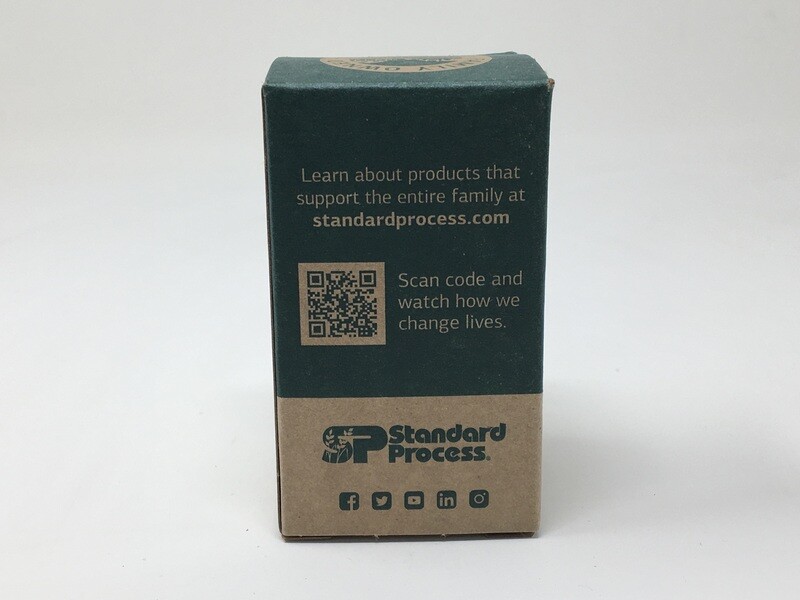 Learn about products that
support the entire family at
standardprocess.com
Scan code and
watch how we
change lives.
SP Standard
Process®